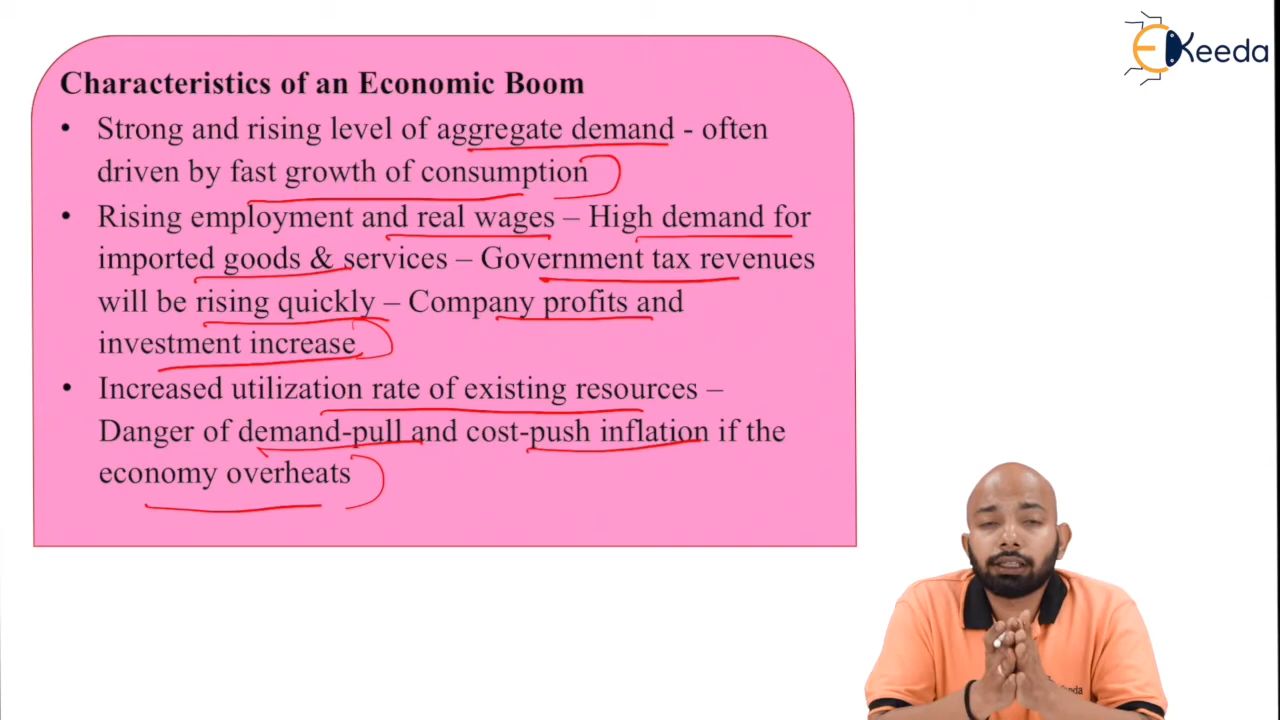 EKeeda
Characteristics of an Economic Boom
• Strong and rising level of aggregate demand - often
driven by fast growth of consumption
• Rising employment and real wages – High demand for
imported goods & services – Government tax revenues
will be rising quickly – Company profits and
investment increase
• Increased utilization rate of existing resources –
Danger of demand-pull and cost-push inflation if the
economy overheats